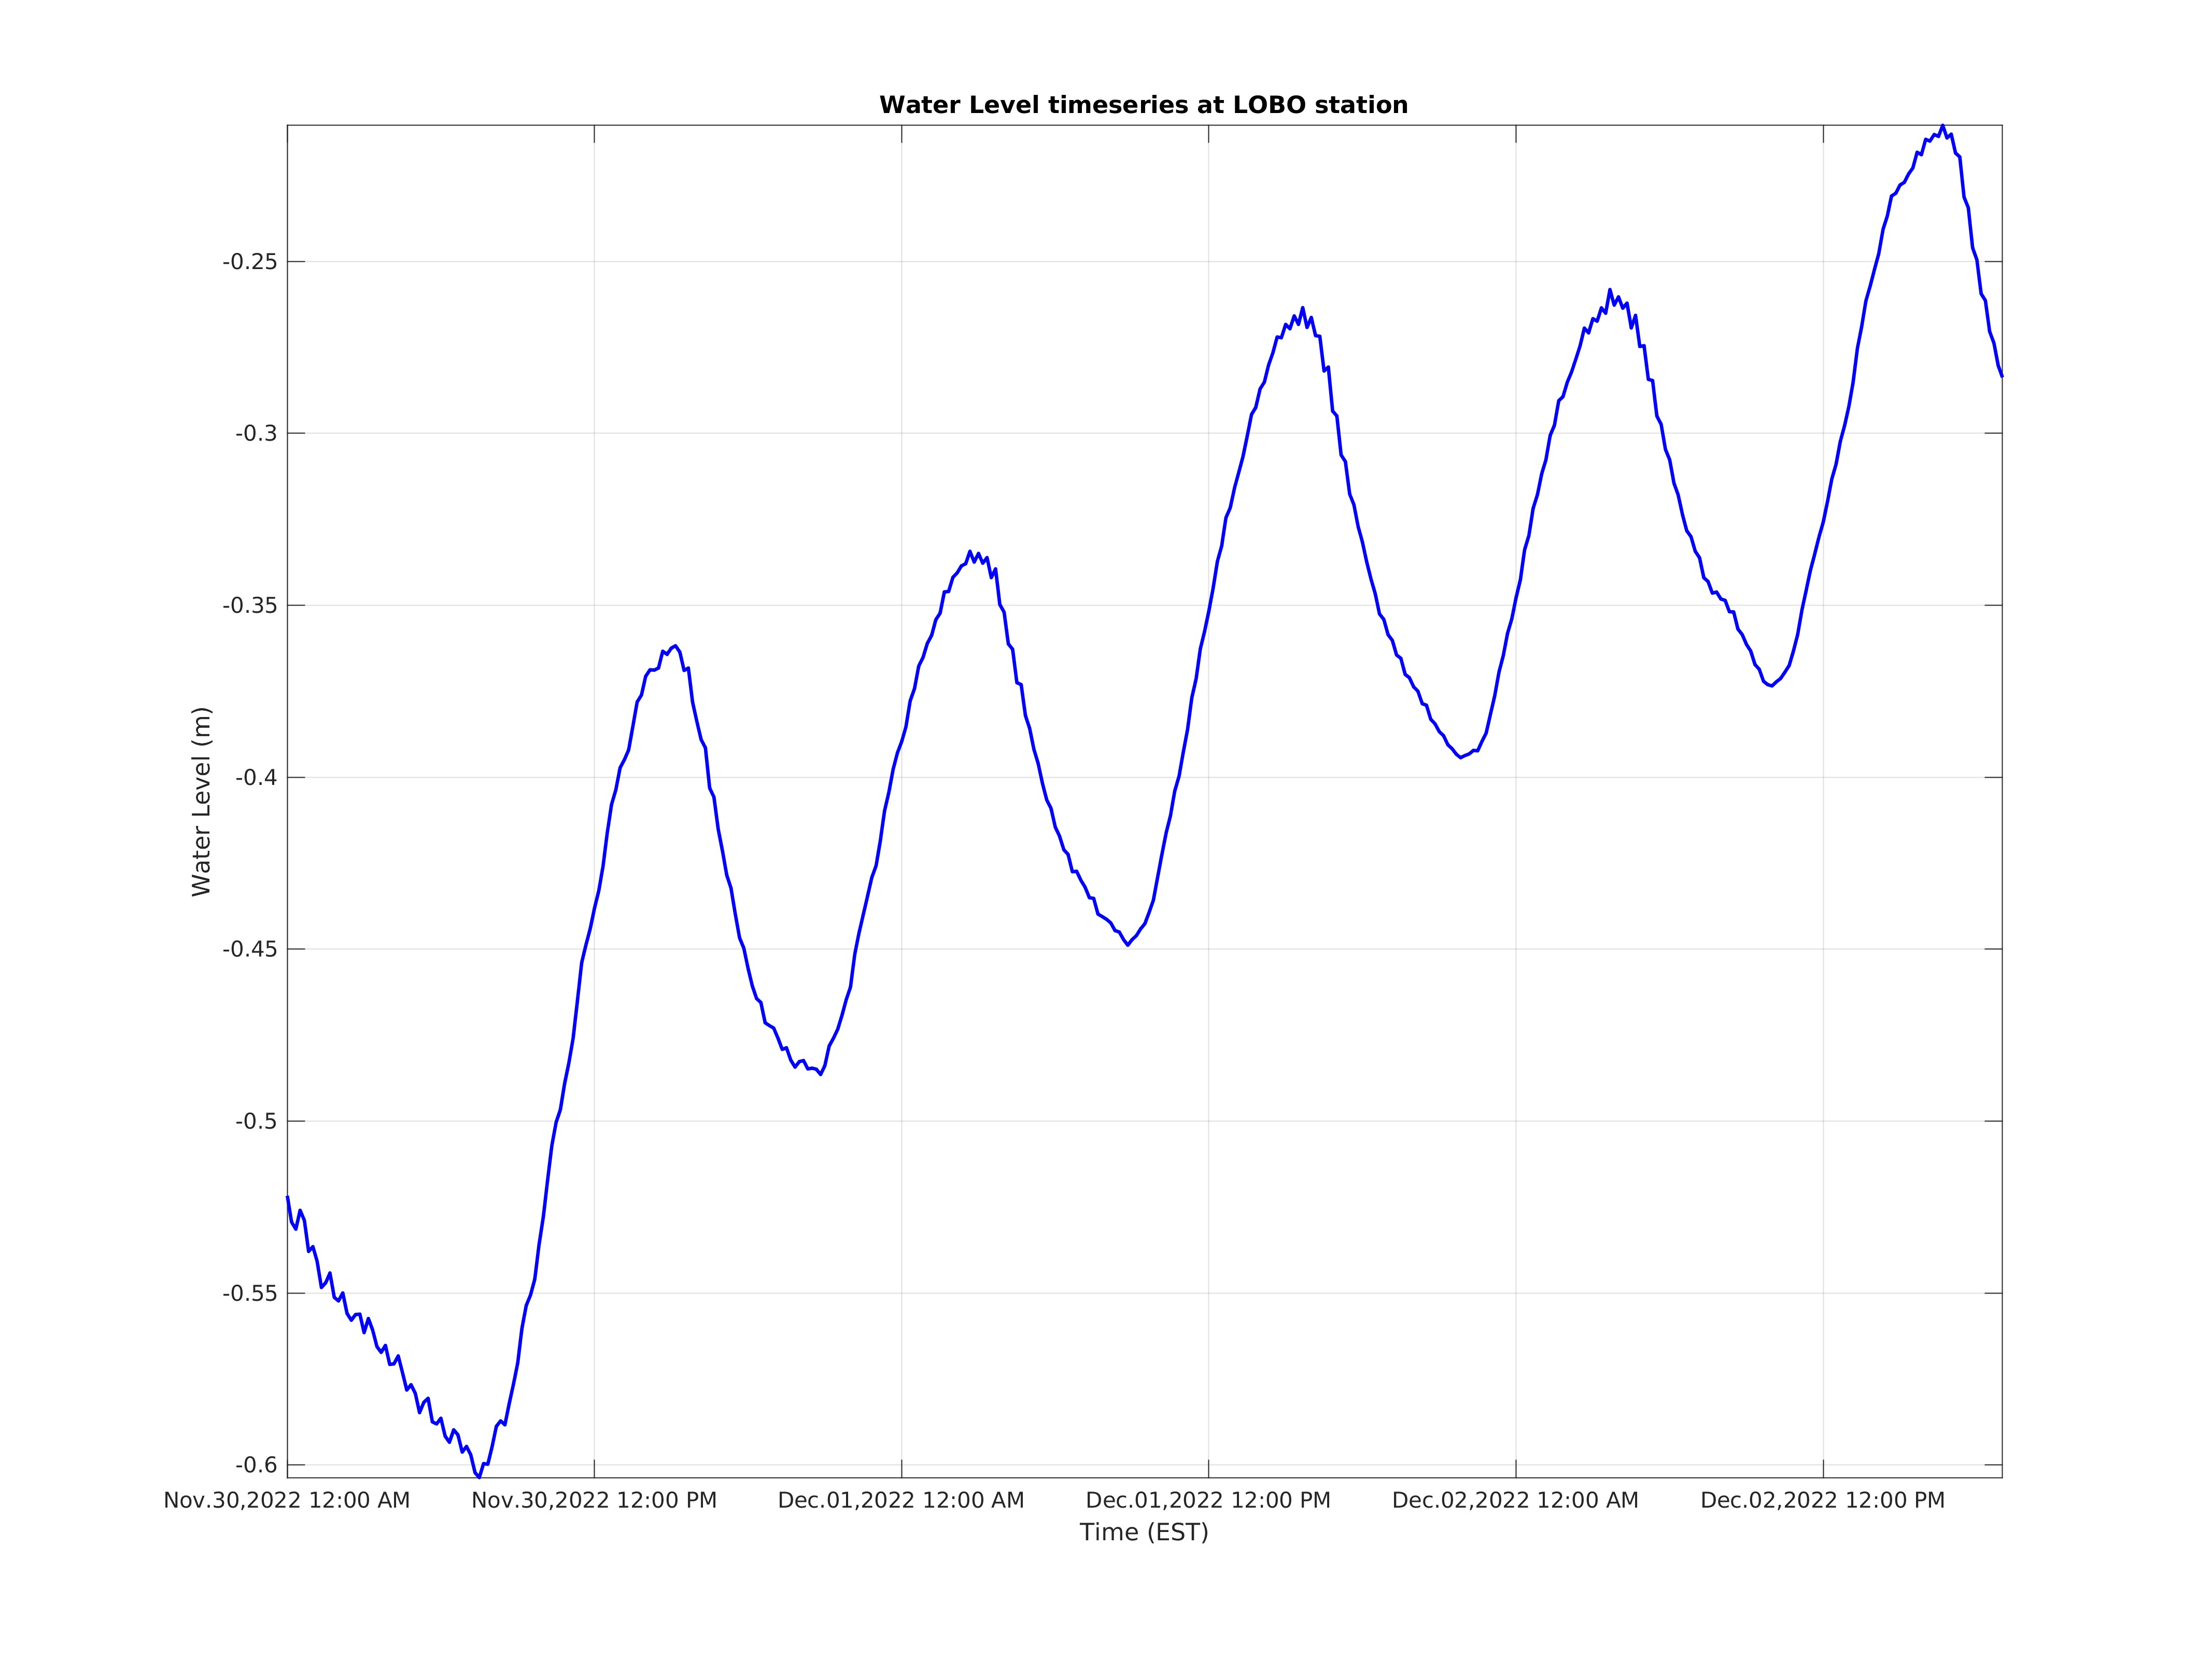 Water Level timeseries at LOBO station
-0.25
-0.3
-0.35
-0.4
-0.45
-0.5
-0.55
-0.6
Water Level (m)
Nov.30,2022 12:00 AM
Nov.30,2022 12:00 PM
Dec.01,2022 12:00 AM
Dec.01,2022 12:00 PM
Dec.02,2022 12:00 AM
Dec.02,2022 12:00 PM
Time (EST)